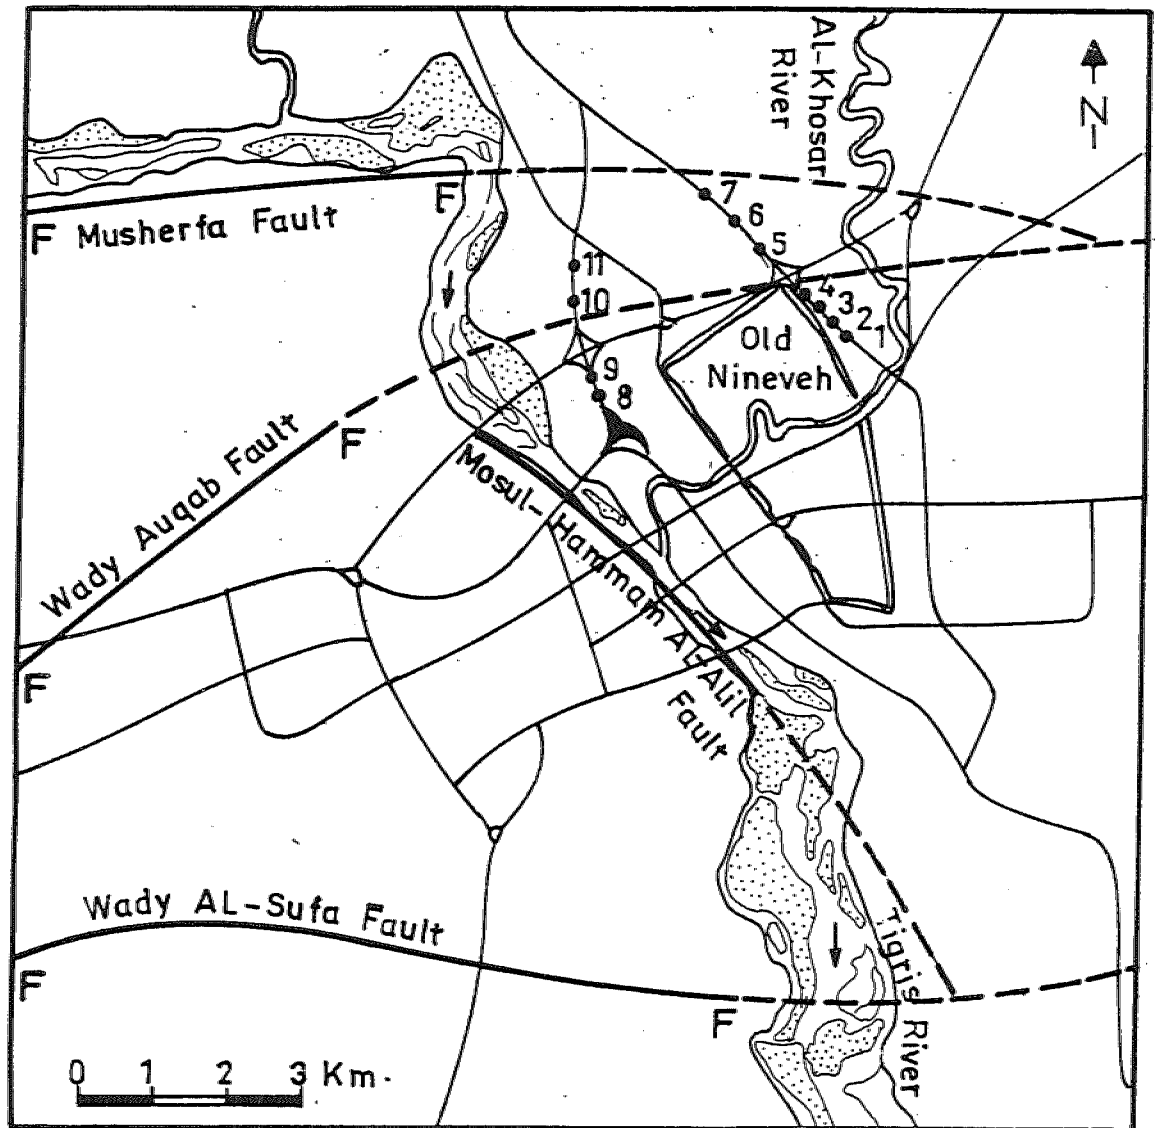 Al-Khosar
River
N
F
Musherfa Fault
F
7
6
5
4
3
2
1
11
10
9
8
Old
Nineveh
Wady Auqab Fault
F
F
Mosul-Hammam AL-Alil
Fault
Wady AL-Sufa Fault
F
F
Tigris River
0 1 2 3 Km.